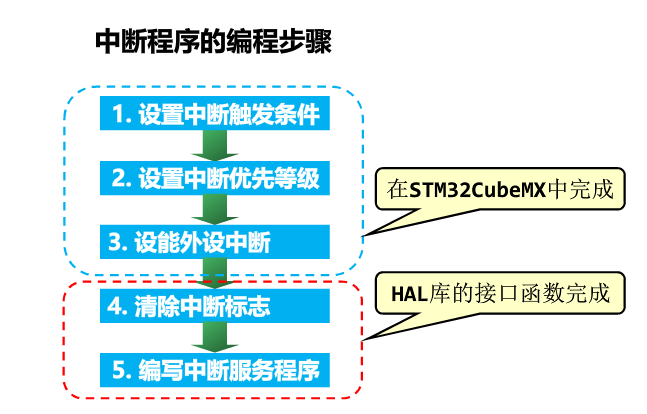 中断程序的编程步骤
1. 设置中断触发条件
2. 设置中断优先等级
3. 设能外设中断
在STM32CubeMX中完成
4. 清除中断标志
HAL库的接口函数完成
5. 编写中断服务程序